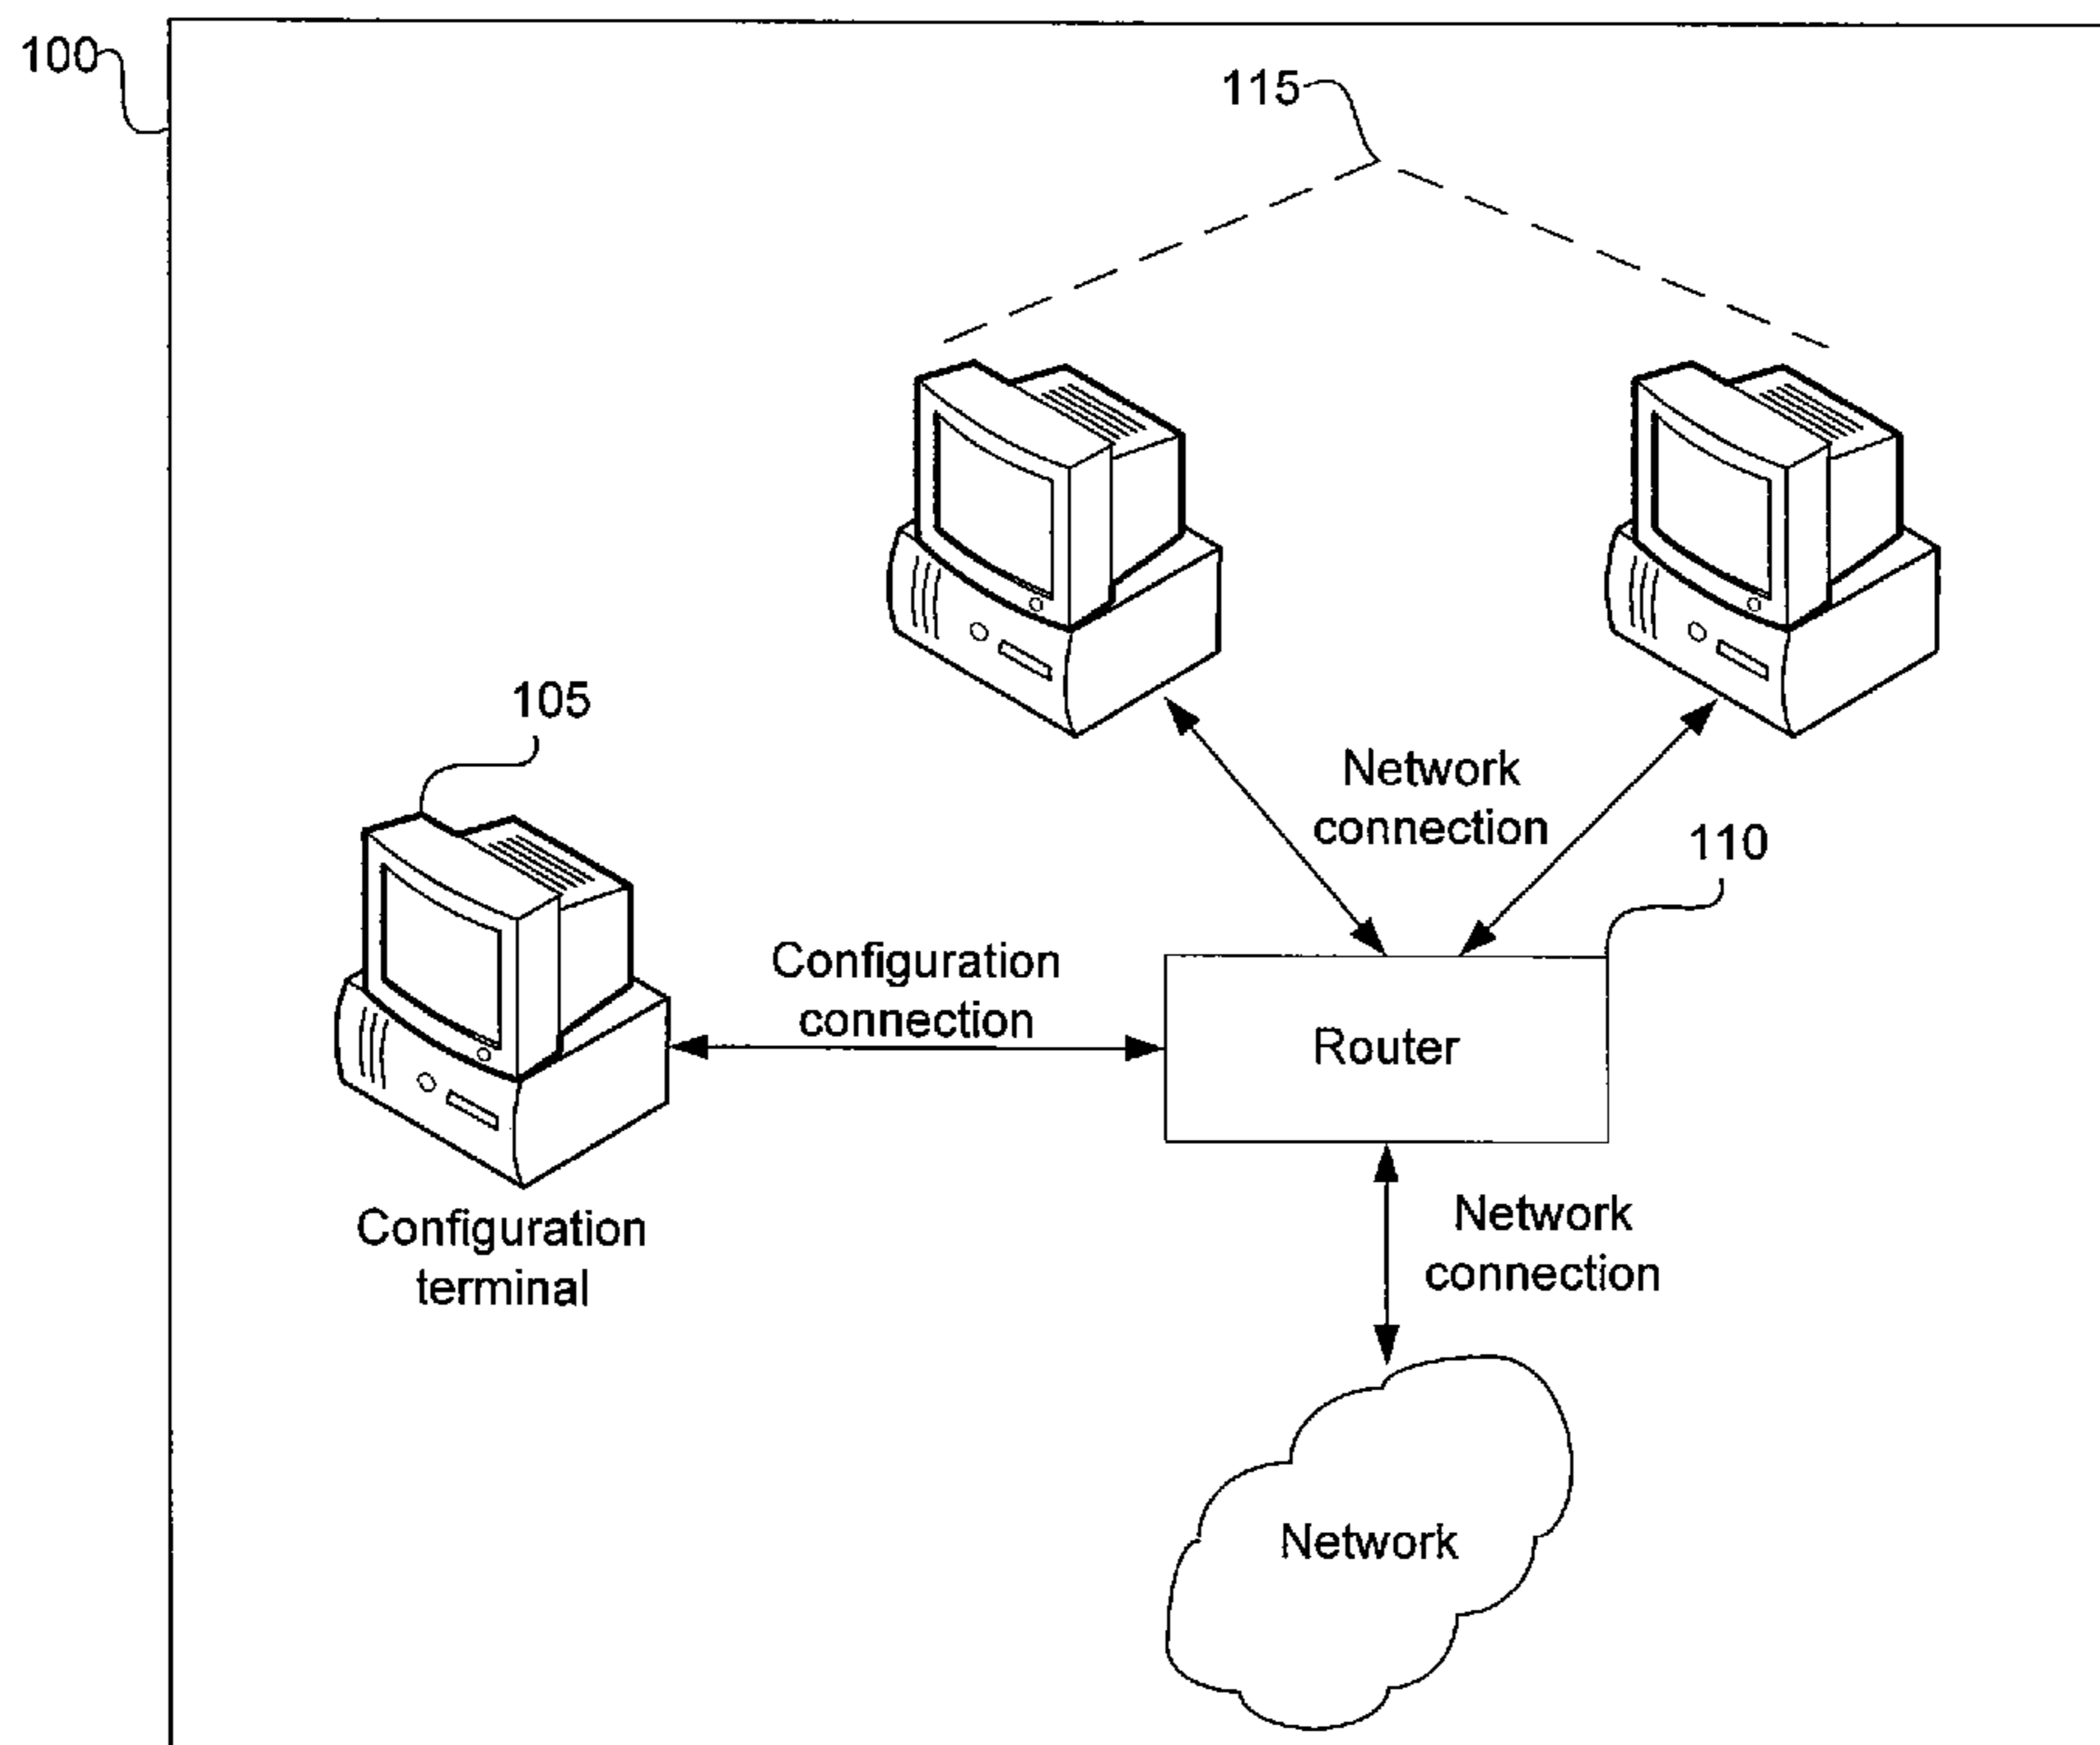 100
115
105
Network
connection
110
Configuration
connection
Router
Configuration
terminal
Network
connection
Network